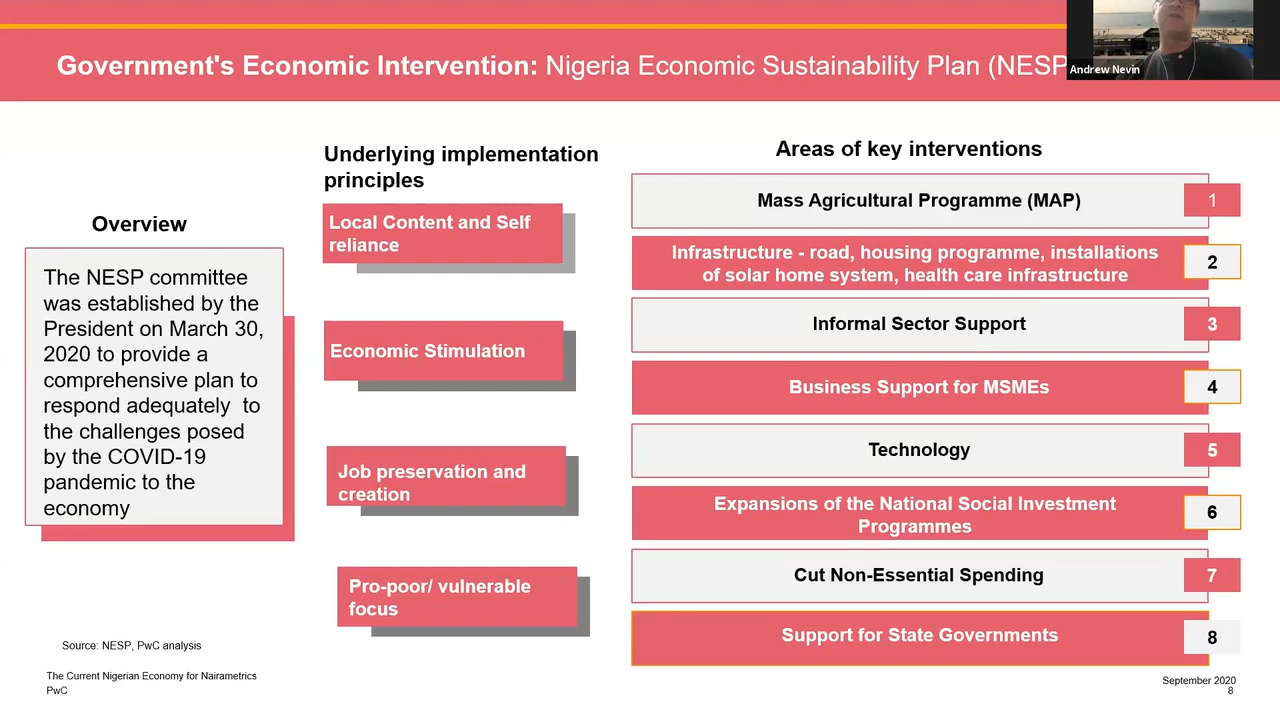 Government's Economic Intervention: Nigeria Economic Sustainability Plan (NESP
Andrew Nevin
Overview
The NESP committee
was established by the
President on March 30,
2020 to provide a
comprehensive plan to
respond adequately to
the challenges posed
by the COVID-19
pandemic to the
economy
Underlying implementation
principles
Local Content and Self
reliance
Economic Stimulation
Job preservation and
creation
Pro-poor/ vulnerable
focus
Areas of key interventions
Mass Agricultural Programme (MAP) 1
Infrastructure - road, housing programme, installations
of solar home system, health care infrastructure 2
Informal Sector Support 3
Business Support for MSMEs 4
Technology 5
Expansions of the National Social Investment
Programmes 6
Cut Non-Essential Spending 7
Support for State Governments 8
Source: NESP, PwC analysis
The Current Nigerian Economy for Nairametrics
PwC
September 2020
8